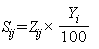 S_y = Z_y × Y_i / 100